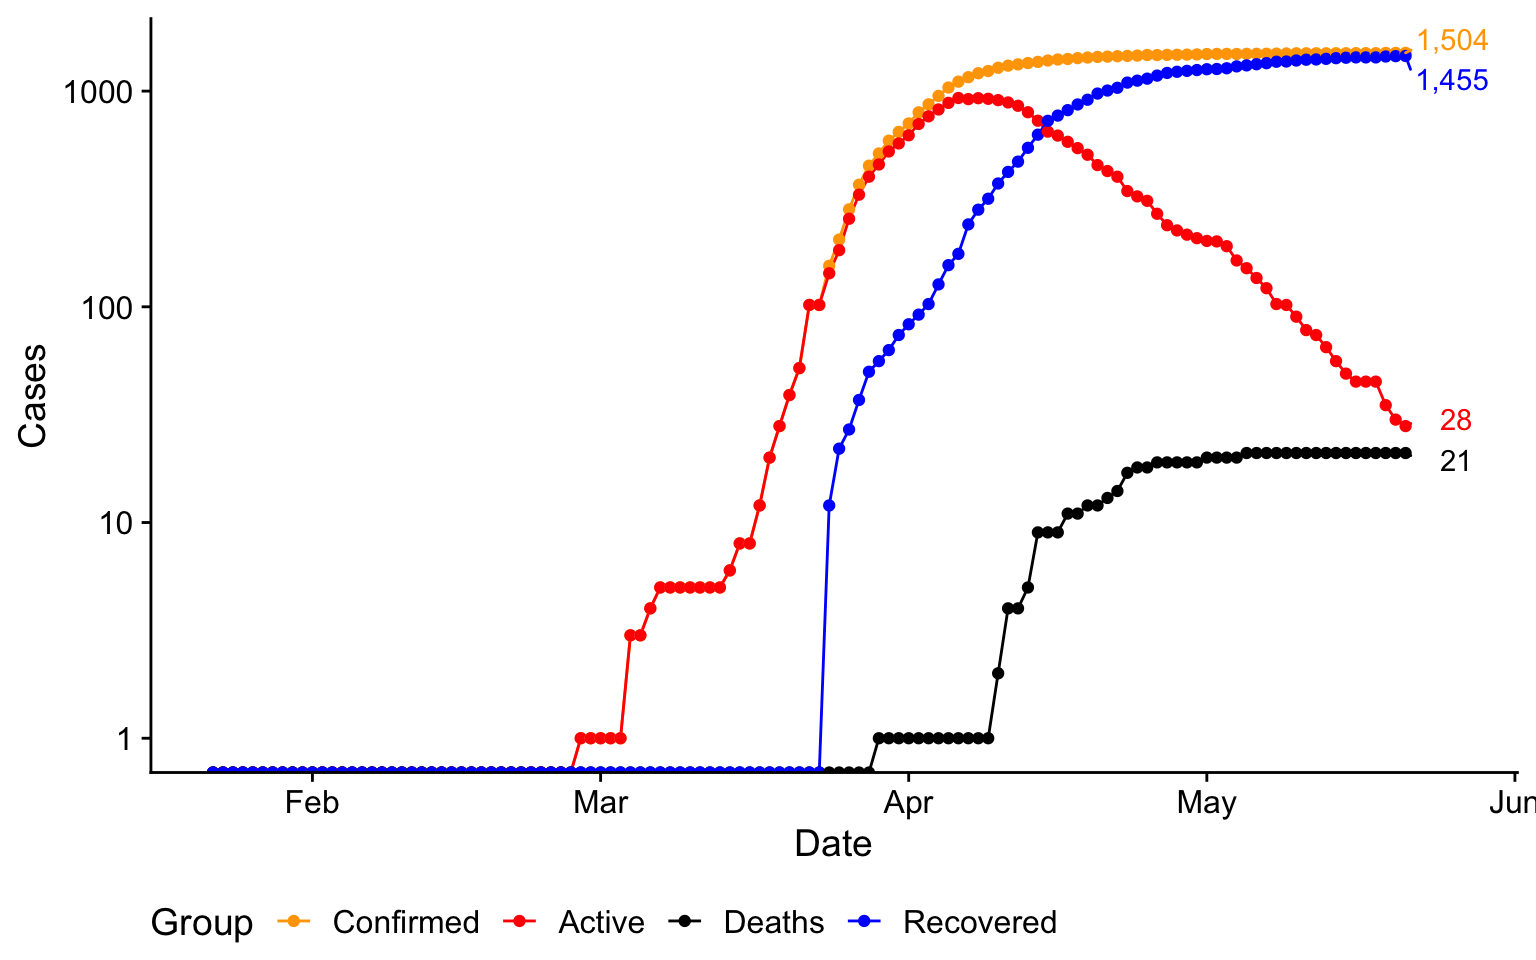 1,504
1000
1,455
100
Cases
28
21
10
1
Feb Mar Apr May Jun
Date
Group Confirmed Active Deaths Recovered